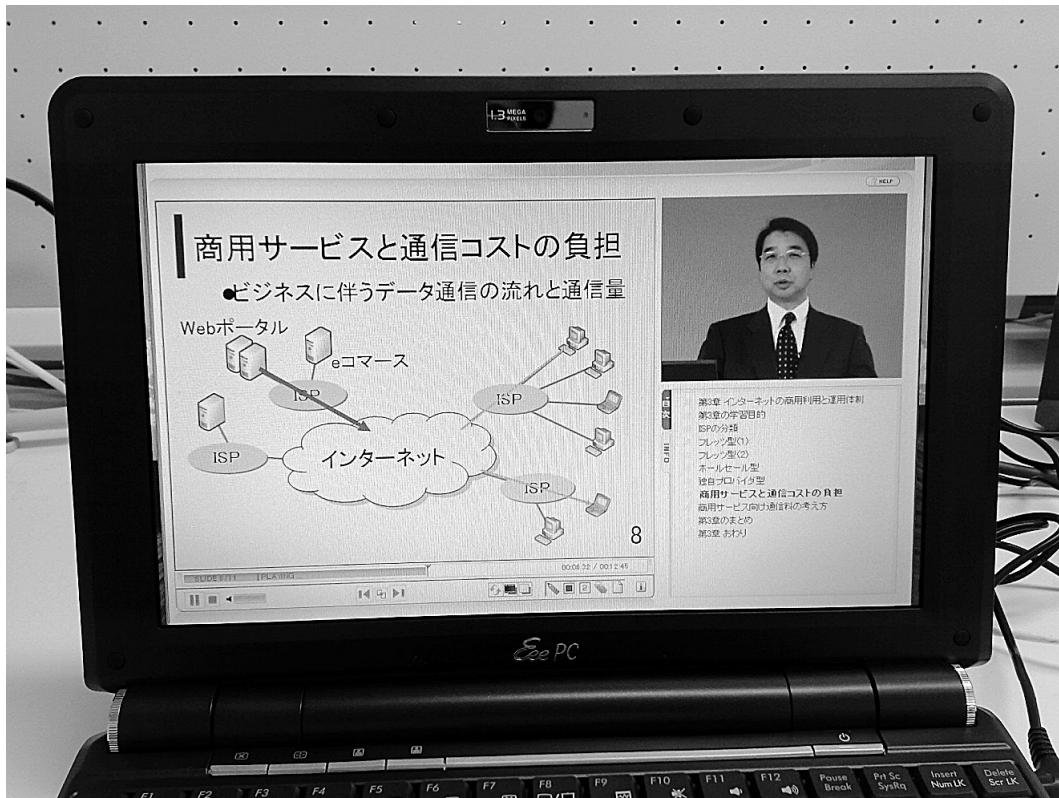 1.3 MEGA PIXELS
HELP
商用サービスと通信コストの負担
●ビジネスに伴うデータ通信の流れと通信量
Webポータル
eコマース
ISP
ISP
ISP
インターネット
ISP
8
SLIDE 8/11 [PLAYING
00:06:32 / 00:12:45
目次
INFO
第3章 インターネットの商用利用と運用体制
第3章の学習目的
ISPの分類
フレッツ型(1)
フレッツ型(2)
ホールセール型
独自プロバイダ型
商用サービスと通信コストの負担
商用サービス向け通信料の考え方
第3章のまとめ
第3章 おわり
Eee PC
F1 F2 F3 F4 F5 F6 F7 F8 F9 F10 F11 F12 Pause Break Prt Sc SysRq Insert Num LK Delete Scr LK